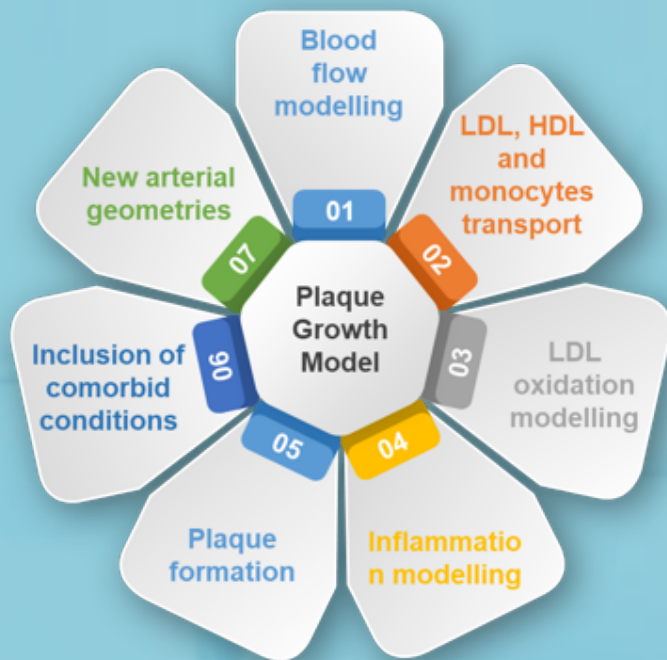 Blood
flow
modelling
01
LDL, HDL
and
monocytes
transport
02
LDL
oxidation
modelling
03
Inflammatio
n modelling
04
Plaque
formation
05
Inclusion of
comorbid
conditions
06
New arterial
geometries
07
Plaque
Growth
Model